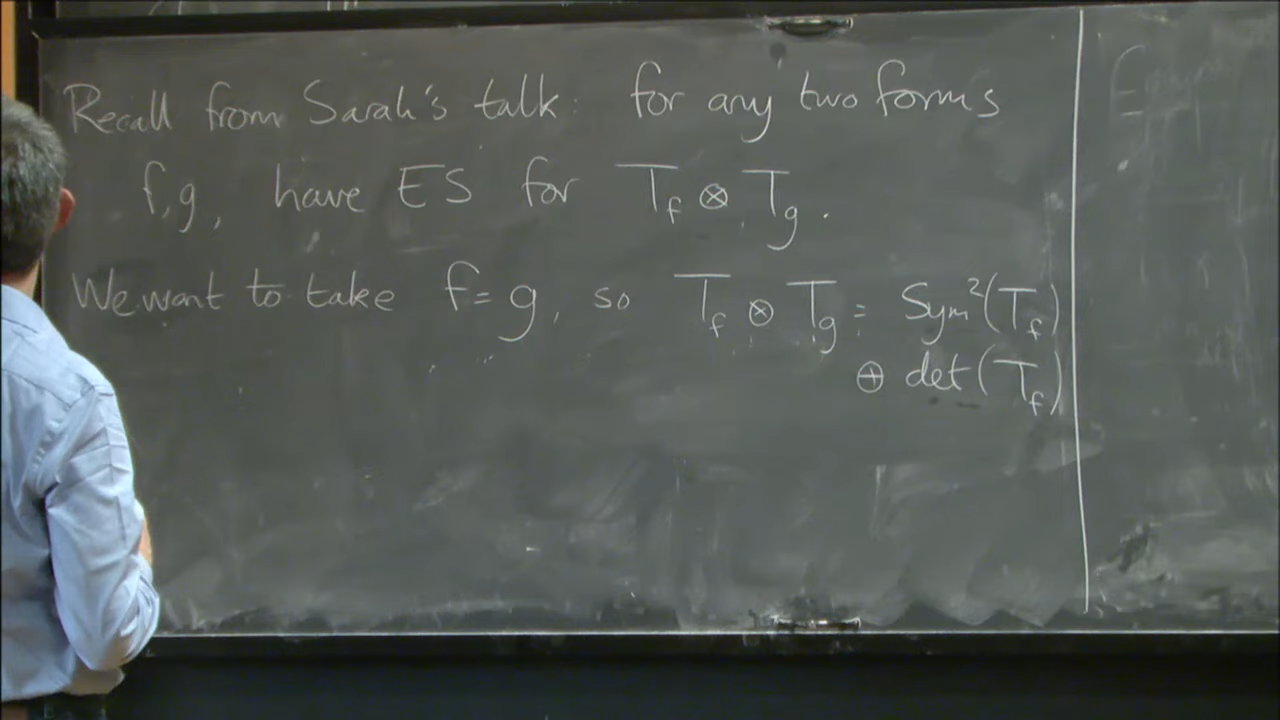 Recall from Sarah's talk: for any two forms
f,g, have ES for T_f ⊗ T_g.
We want to take f = g, so T_f ⊗ T_g = Sym²(T_f)
⊕ det(T_f)